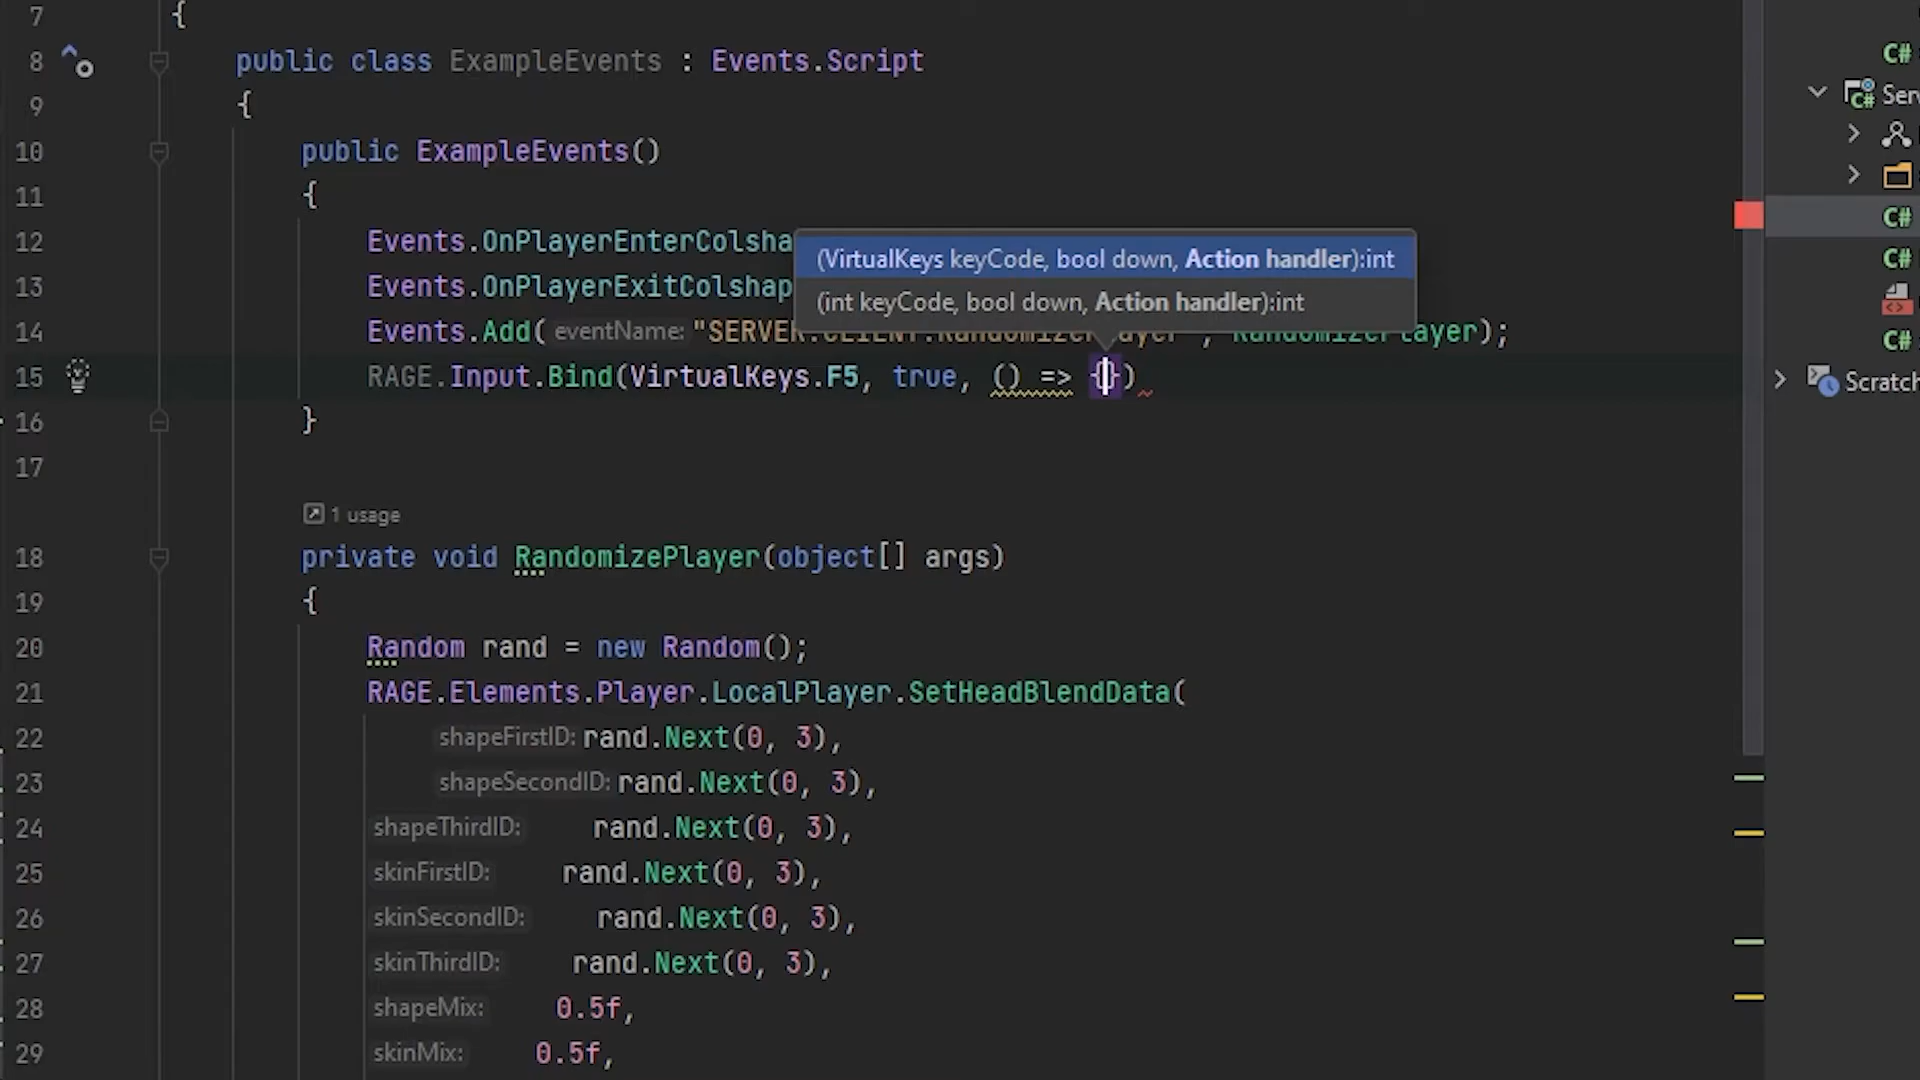 7 {
8 public class ExampleEvents : Events.Script
9 {
10 public ExampleEvents()
11 {
12 Events.OnPlayerEnterColsha
(VirtualKeys keyCode, bool down, Action handler):int
13 Events.OnPlayerExitColshap
(int keyCode, bool down, Action handler):int
14 Events.Add( eventName: "SERVER:CLIENT:RandomizePlayer", RandomizePlayer);
15 RAGE.Input.Bind(VirtualKeys.F5, true, () => {})
16 }
17
1 usage
18 private void RandomizePlayer(object[] args)
19 {
20 Random rand = new Random();
21 RAGE.Elements.Player.LocalPlayer.SetHeadBlendData(
22 shapeFirstID: rand.Next(0, 3),
23 shapeSecondID: rand.Next(0, 3),
24 shapeThirdID: rand.Next(0, 3),
25 skinFirstID: rand.Next(0, 3),
26 skinSecondID: rand.Next(0, 3),
27 skinThirdID: rand.Next(0, 3),
28 shapeMix: 0.5f,
29 skinMix: 0.5f,
C#
C# Serv
C#
C#
C#
Scratch